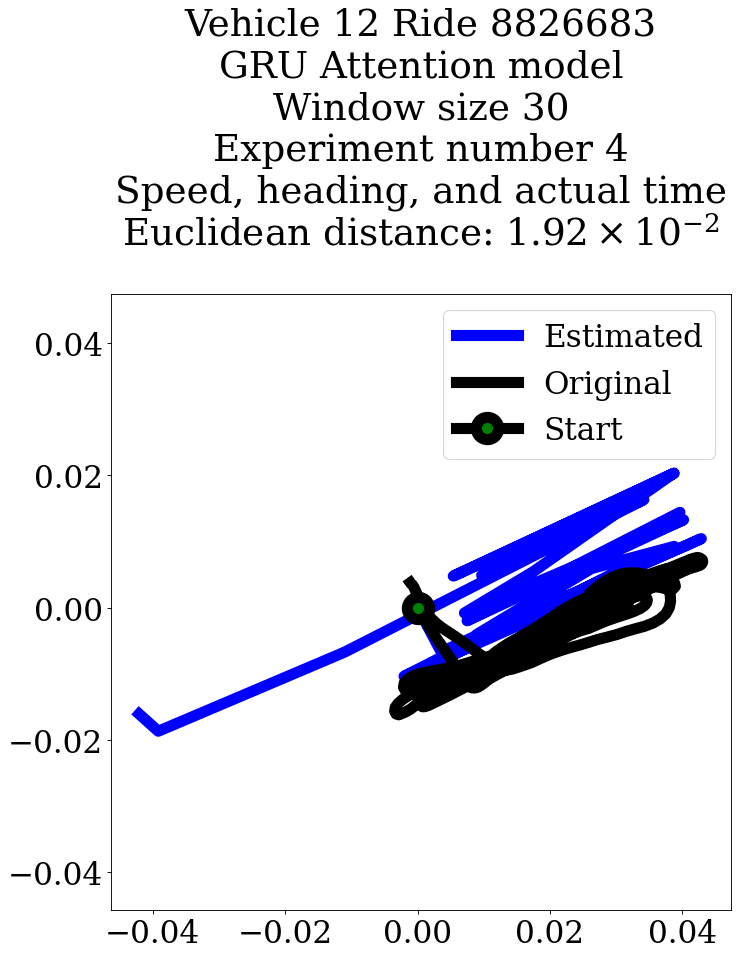 Vehicle 12 Ride 8826683
GRU Attention model
Window size 30
Experiment number 4
Speed, heading, and actual time
Euclidean distance: 1.92 × 10⁻²
Estimated
Original
Start
0.04
0.02
0.00
−0.02
−0.04
−0.04 −0.02 0.00 0.02 0.04